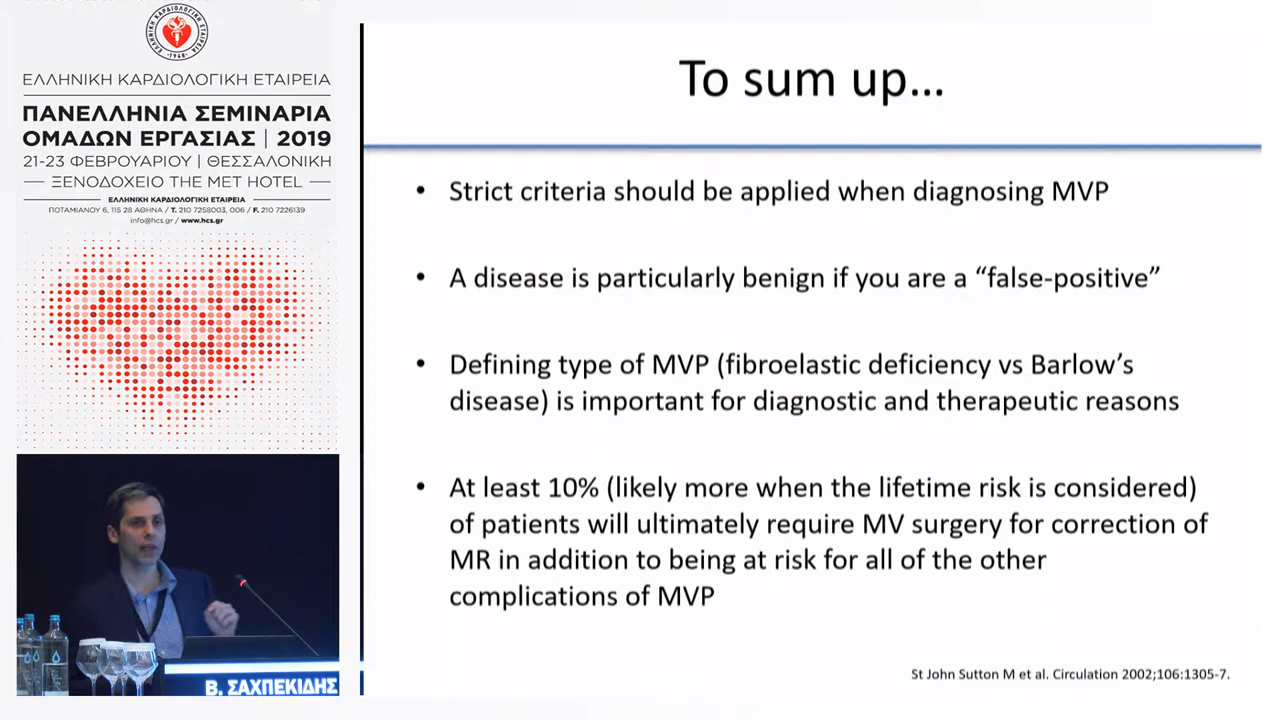 ΕΛΛΗΝΙΚΗ ΚΑΡΔΙΟΛΟΓΙΚΗ ΕΤΑΙΡΕΙΑ
·1948·
ΕΛΛΗΝΙΚΗ ΚΑΡΔΙΟΛΟΓΙΚΗ ΕΤΑΙΡΕΙΑ
ΠΑΝΕΛΛΗΝΙΑ ΣΕΜΙΝΑΡΙΑ
ΟΜΑΔΩΝ ΕΡΓΑΣΙΑΣ | 2019
21-23 ΦΕΒΡΟΥΑΡΙΟΥ | ΘΕΣΣΑΛΟΝΙΚΗ
— ΞΕΝΟΔΟΧΕΙΟ THE MET HOTEL —
ΕΛΛΗΝΙΚΗ ΚΑΡΔΙΟΛΟΓΙΚΗ ΕΤΑΙΡΕΙΑ
ΠΟΤΑΜΙΑΝΟΥ 6, 115 28 ΑΘΗΝΑ / Τ. 210 7258003, 006 / F. 210 7226139
info@hcs.gr / www.hcs.gr
Β. ΣΑΧΠΕΚΙΔΗΣ
To sum up...
• Strict criteria should be applied when diagnosing MVP
• A disease is particularly benign if you are a “false-positive”
• Defining type of MVP (fibroelastic deficiency vs Barlow’s
disease) is important for diagnostic and therapeutic reasons
• At least 10% (likely more when the lifetime risk is considered)
of patients will ultimately require MV surgery for correction of
MR in addition to being at risk for all of the other
complications of MVP
St John Sutton M et al. Circulation 2002;106:1305-7.